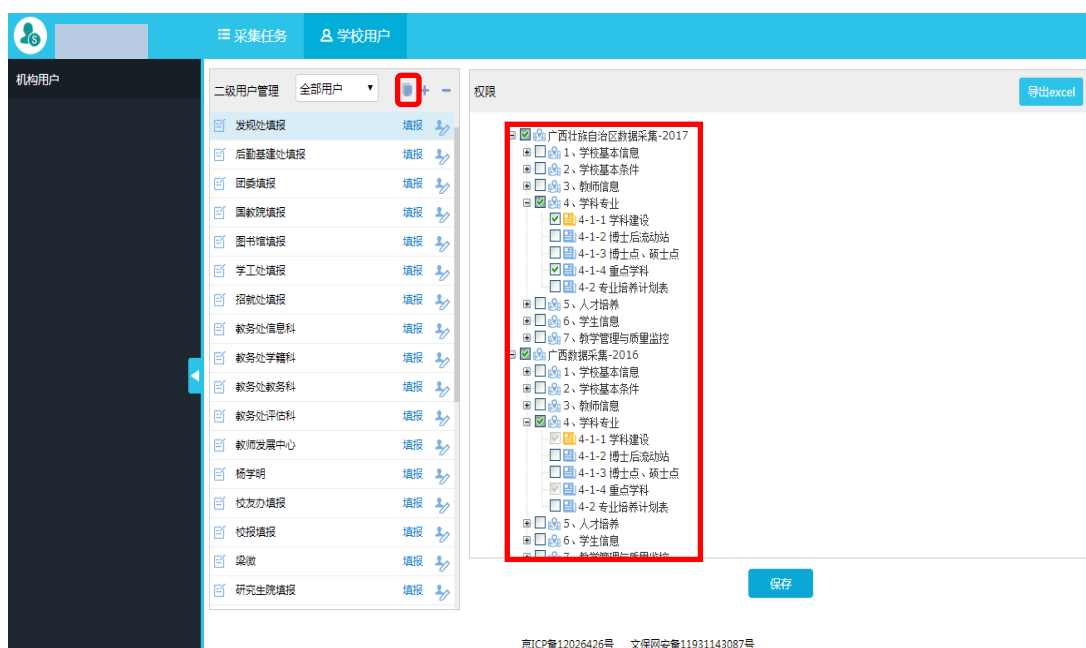 采集任务 学校用户
机构用户
二级用户管理 全部用户
发规处填报 填报
后勤基建处填报 填报
团委填报 填报
国教院填报 填报
图书馆填报 填报
学工处填报 填报
招就处填报 填报
教务处信息科 填报
教务处学籍科 填报
教务处教务科 填报
教务处评估科 填报
教师发展中心 填报
杨学明 填报
校友办填报 填报
校报填报 填报
梁微 填报
研究生院填报 填报
权限 导出excel
广西壮族自治区数据采集-2017
1、学校基本信息
2、学校基本条件
3、教师信息
4、学科专业
4-1-1 学科建设
4-1-2 博士后流动站
4-1-3 博士点、硕士点
4-1-4 重点学科
4-2 专业培养计划表
5、人才培养
6、学生信息
7、教学管理与质量监控
广西数据采集-2016
1、学校基本信息
2、学校基本条件
3、教师信息
4、学科专业
4-1-1 学科建设
4-1-2 博士后流动站
4-1-3 博士点、硕士点
4-1-4 重点学科
4-2 专业培养计划表
5、人才培养
6、学生信息
7、教学管理与质量监控
保存
京ICP备12026426号 文保网安备11931143087号